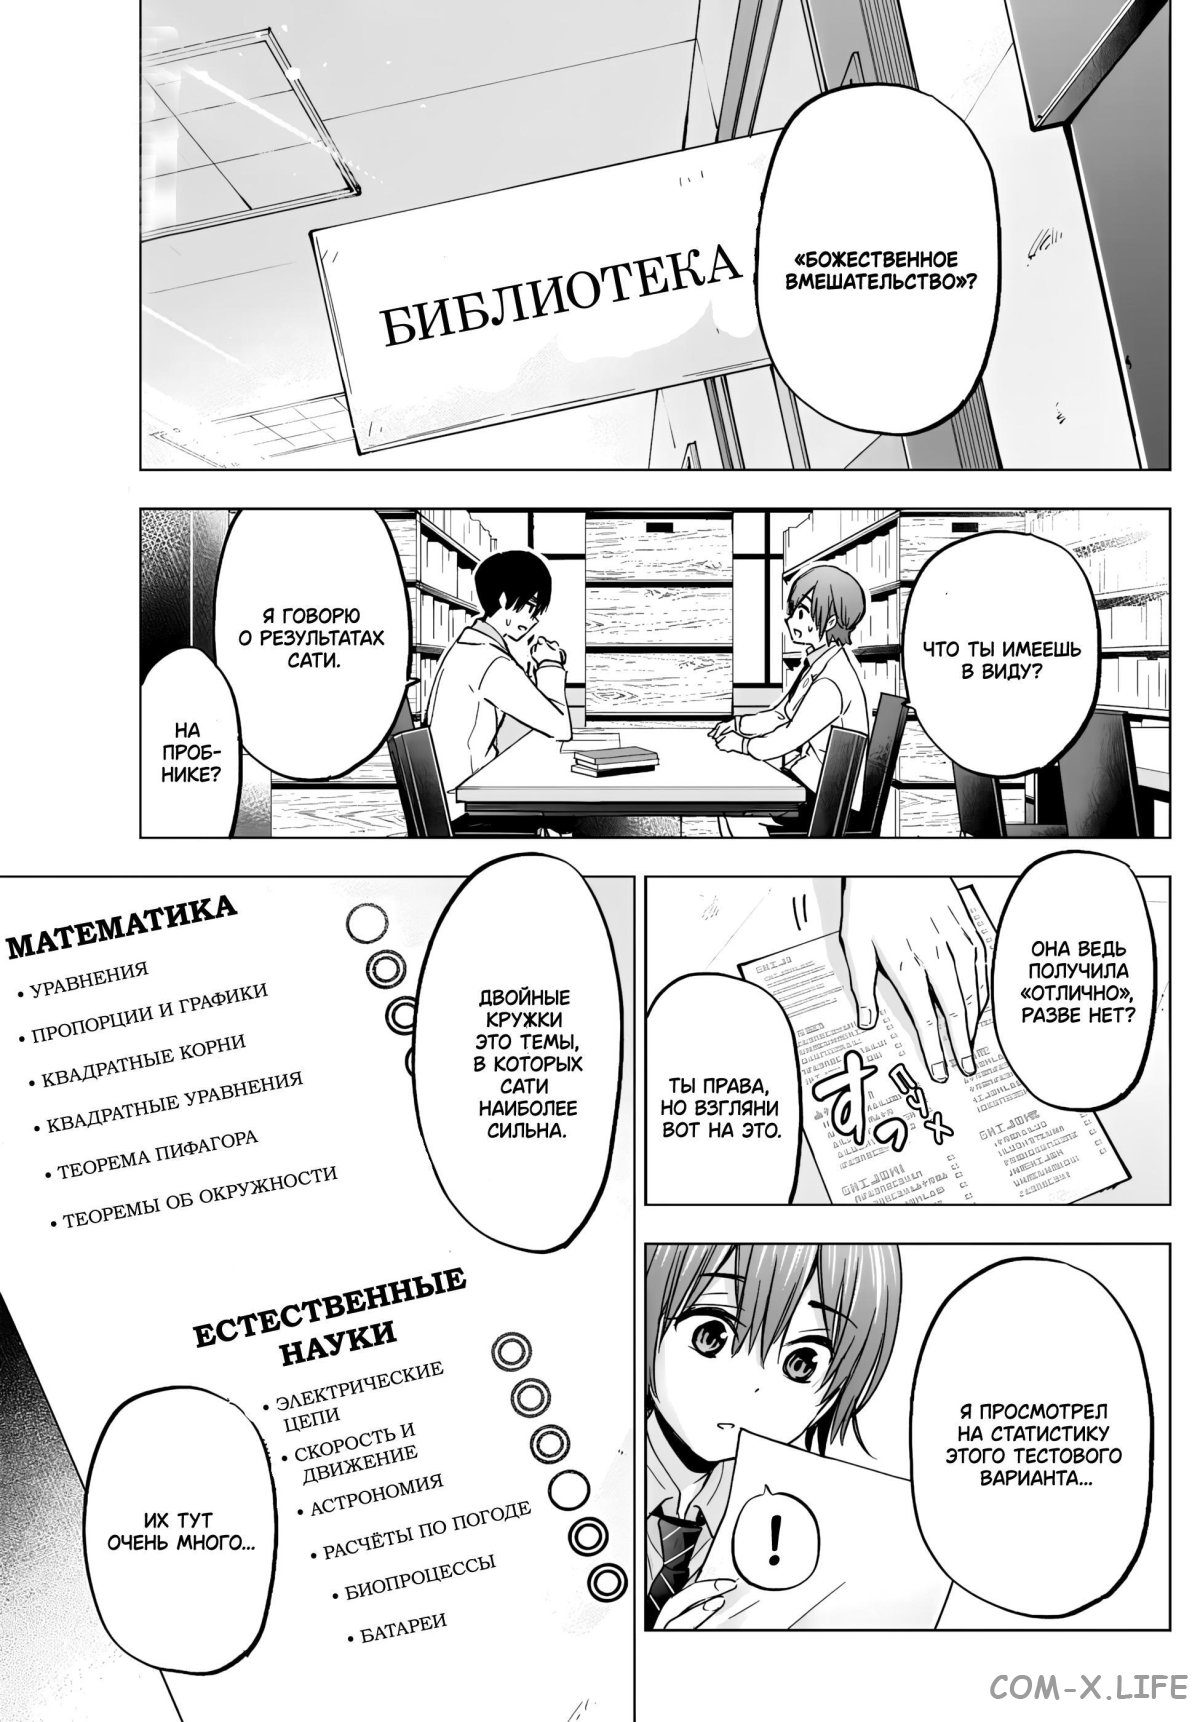 «БОЖЕСТВЕННОЕ
ВМЕШАТЕЛЬСТВО»?
БИБЛИОТЕКА
ЧТО ТЫ ИМЕЕШЬ
В ВИДУ?
Я ГОВОРЮ
О РЕЗУЛЬТАТАХ
САТИ.
НА
ПРОБ-
НИКЕ?
ОНА ВЕДЬ
ПОЛУЧИЛА
«ОТЛИЧНО»,
РАЗВЕ НЕТ?
ТЫ ПРАВА,
НО ВЗГЛЯНИ
ВОТ НА ЭТО.
Я ПРОСМОТРЕЛ
НА СТАТИСТИКУ
ЭТОГО ТЕСТОВОГО
ВАРИАНТА...
!
ДВОЙНЫЕ
КРУЖКИ
ЭТО ТЕМЫ,
В КОТОРЫХ
САТИ
НАИБОЛЕЕ
СИЛЬНА.
МАТЕМАТИКА
• УРАВНЕНИЯ
• ПРОПОРЦИИ И ГРАФИКИ
• КВАДРАТНЫЕ КОРНИ
• КВАДРАТНЫЕ УРАВНЕНИЯ
• ТЕОРЕМА ПИФАГОРА
• ТЕОРЕМЫ ОБ ОКРУЖНОСТИ
ЕСТЕСТВЕННЫЕ
НАУКИ
• ЭЛЕКТРИЧЕСКИЕ
ЦЕПИ
• СКОРОСТЬ И
ДВИЖЕНИЕ
• АСТРОНОМИЯ
• РАСЧЁТЫ ПО ПОГОДЕ
• БИОПРОЦЕССЫ
• БАТАРЕИ
ИХ ТУТ
ОЧЕНЬ МНОГО...
COM-X.LIFE